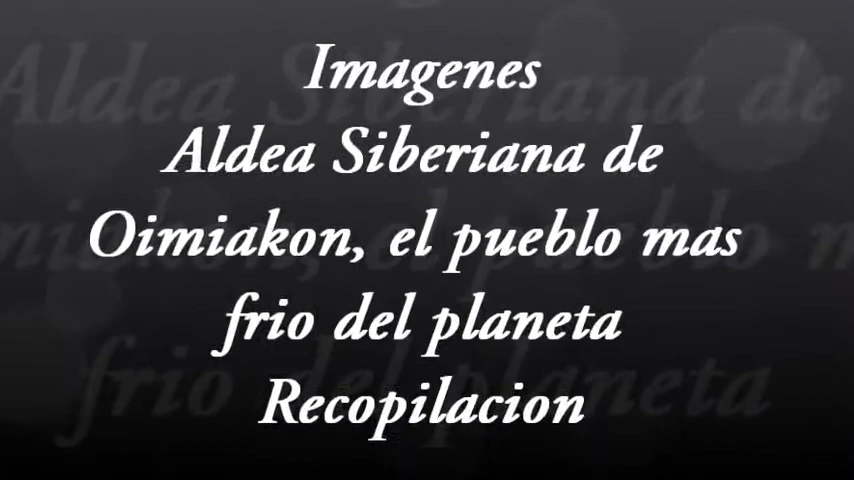 Imagenes
Aldea Siberiana de
Oimiakon, el pueblo mas
frio del planeta
Recopilacion